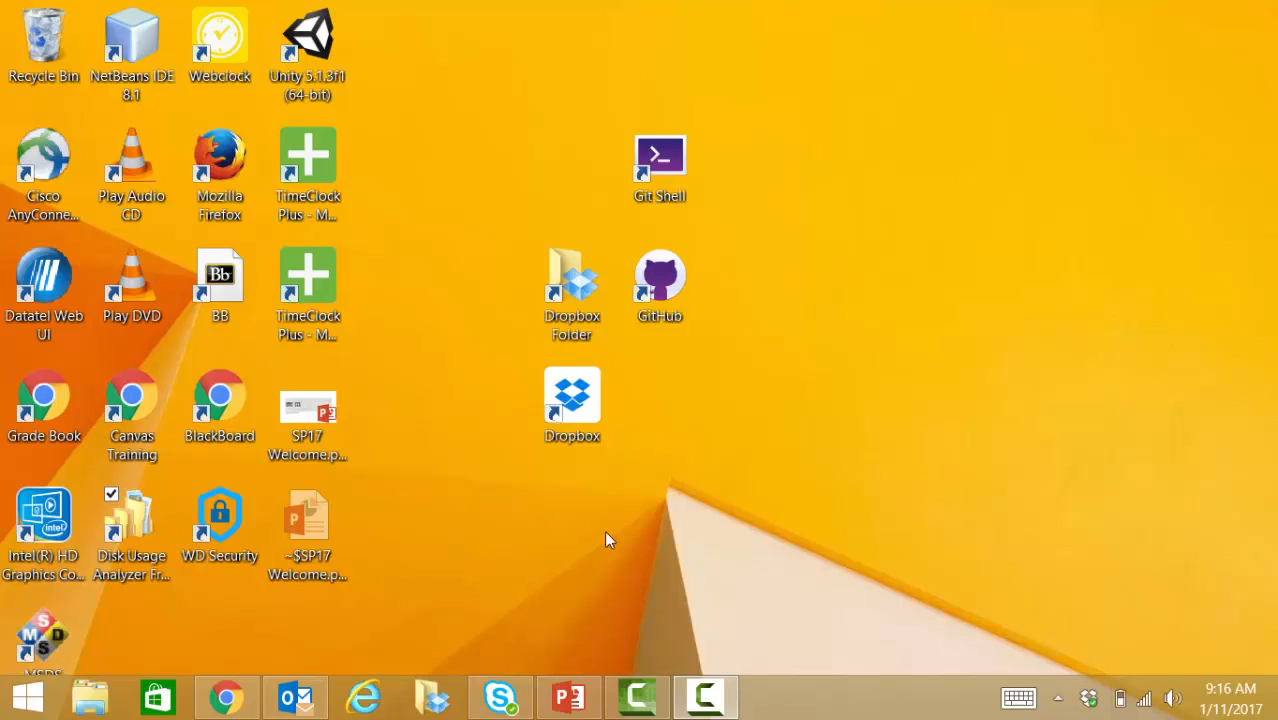 Recycle Bin
NetBeans IDE
8.1
Webclock
Unity 5.1.3f1
(64-bit)
Cisco
AnyConne...
Play Audio
CD
Mozilla
Firefox
TimeClock
Plus - M...
Git Shell
Datatel Web
UI
Play DVD
Bb
BB
TimeClock
Plus - M...
Dropbox
Folder
GitHub
Grade Book
Canvas
Training
BlackBoard
SP17
Welcome.p...
Dropbox
Intel(R) HD
Graphics Co...
Disk Usage
Analyzer Fr...
WD Security
~$SP17
Welcome.p...
MSDS
9:16 AM
1/11/2017